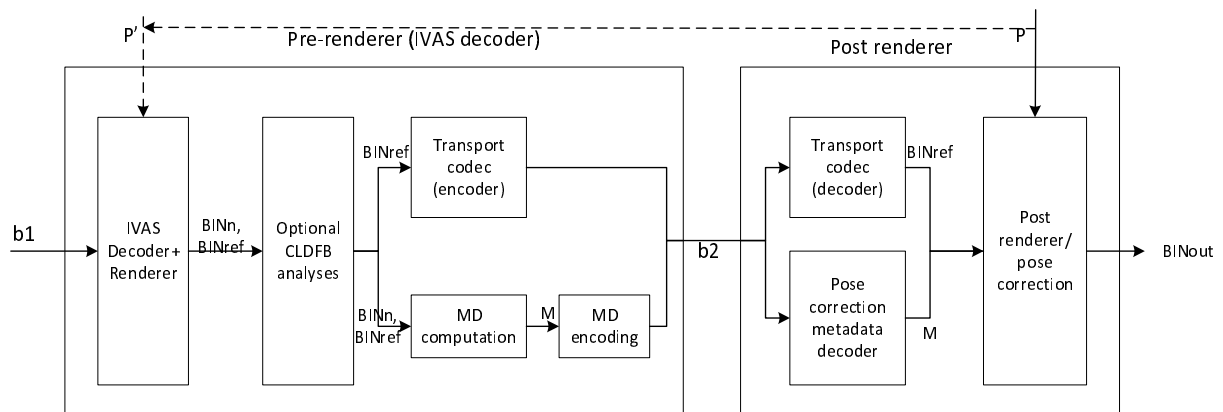 P'
Pre-renderer (IVAS decoder)
Post renderer
P
b1
IVAS
Decoder+
Renderer
BINn,
BINref
Optional
CLDFB
analyses
BINref
Transport
codec
(encoder)
BINn,
BINref
MD
computation
M
MD
encoding
b2
Transport
codec
(decoder)
BINref
Pose
correction
metadata
decoder
M
Post
renderer/
pose
correction
BINout